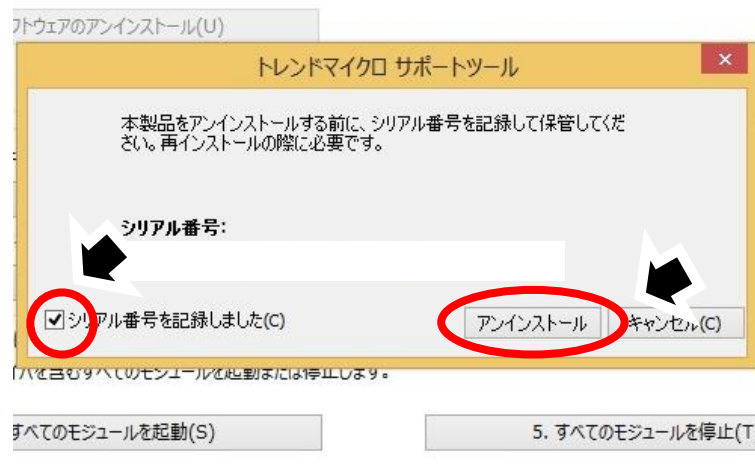 フトウェアのアンインストール(U)
トレンドマイクロ サポートツール
本製品をアンインストールする前に、シリアル番号を記録して保管してくだ
さい。再インストールの際に必要です。
シリアル番号:
シリアル番号を記録しました(C)
アンインストール
キャンセル(C)
イバを含むすべてのモジュールを起動または停止します。
すべてのモジュールを起動(S)
5. すべてのモジュールを停止(T